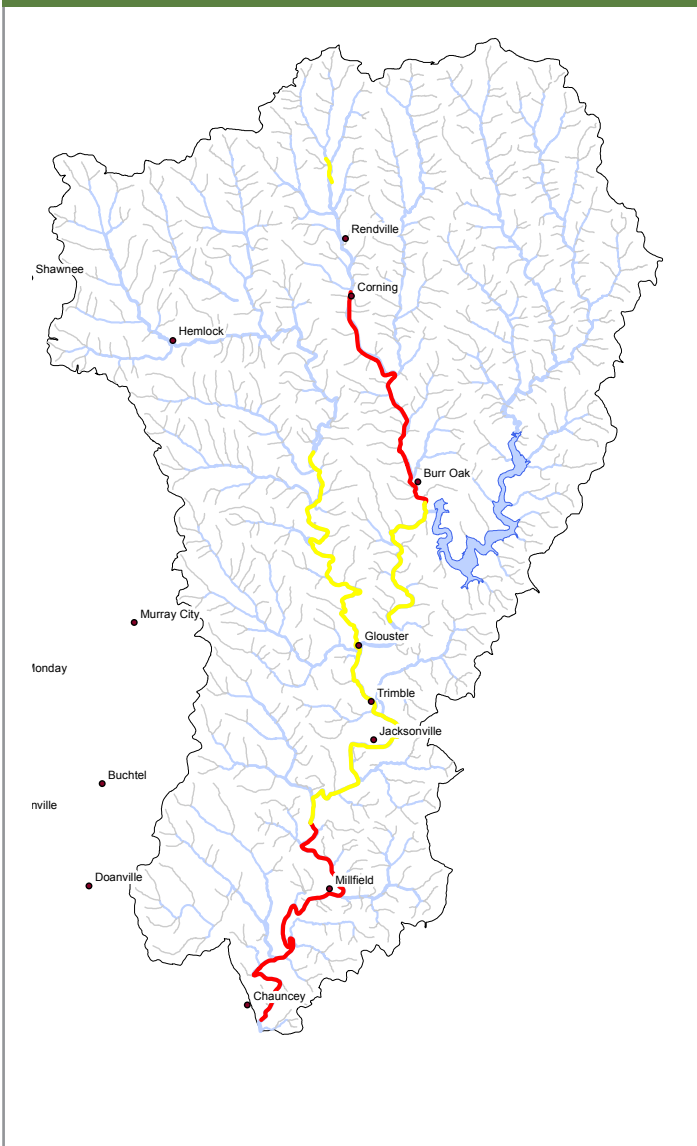 Rendville
Shawnee
Corning
Hemlock
Burr Oak
Murray City
Glouster
Monday
Trimble
Jacksonville
Buchtel
nville
Doanville
Millfield
Chauncey